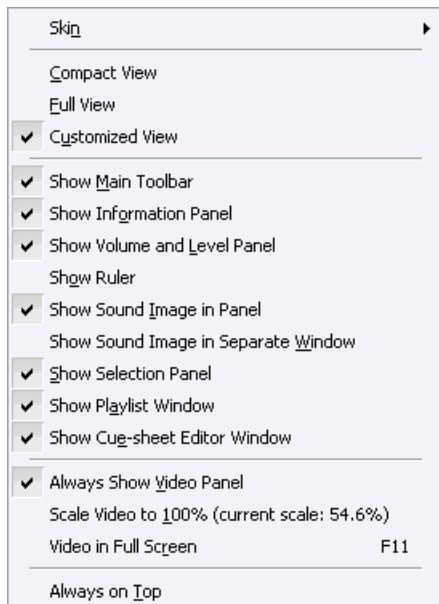 Skin
Compact View
Full View
Customized View
Show Main Toolbar
Show Information Panel
Show Volume and Level Panel
Show Ruler
Show Sound Image in Panel
Show Sound Image in Separate Window
Show Selection Panel
Show Playlist Window
Show Cue-sheet Editor Window
Always Show Video Panel
Scale Video to 100% (current scale: 54.6%)
Video in Full Screen F11
Always on Top